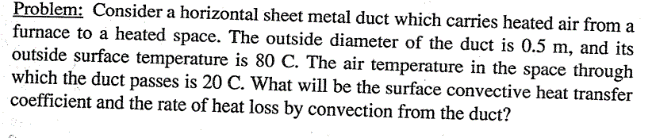 Problem: Consider a horizontal sheet metal duct which carries heated air from a
furnace to a heated space. The outside diameter of the duct is 0.5 m, and its
outside surface temperature is 80 C. The air temperature in the space through
which the duct passes is 20 C. What will be the surface convective heat transfer
coefficient and the rate of heat loss by convection from the duct?